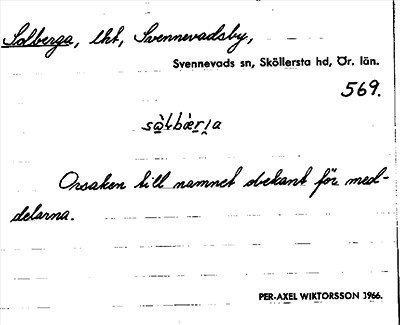 Solberga, lht, Svennevadsby,
Svennevads sn, Sköllersta hd, Ör. län.
569.
Orsaken till namnet obekant för med-
delarna.
PER-AXEL WIKTORSSON 1966.